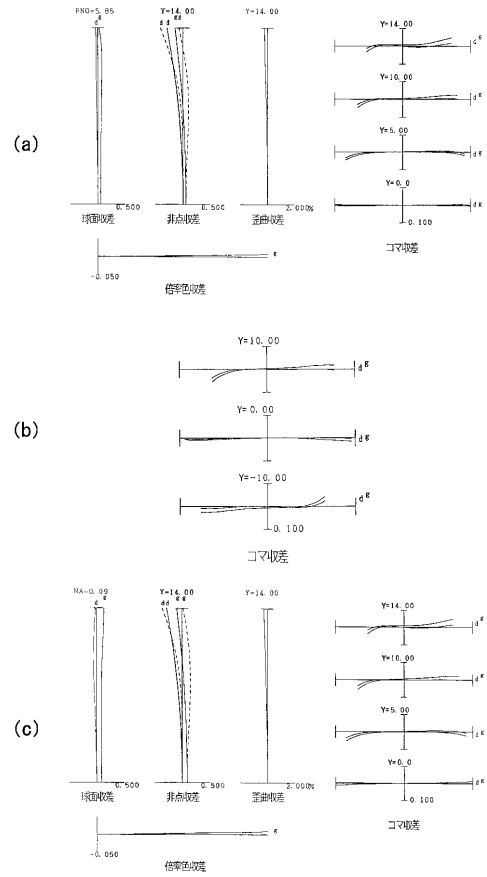 (a)
FNO=5.85
d g
球面収差
0.500
Y=14.00
d d g g
非点収差
0.500
Y=14.00
歪曲収差
2.000%
Y=14.00
d g
Y=10.00
d g
Y=5.00
d g
Y=0.0
d g
0.100
コマ収差
-0.050
g
倍率色収差
(b)
Y=10.00
d g
Y=0.00
d g
Y=-10.00
d g
0.100
コマ収差
(c)
NA=0.09
d g
球面収差
0.500
Y=14.00
d d g g
非点収差
0.500
Y=14.00
歪曲収差
2.000%
Y=14.00
d g
Y=10.00
d g
Y=5.00
g
Y=0.0
d g
0.100
コマ収差
-0.050
g
倍率色収差